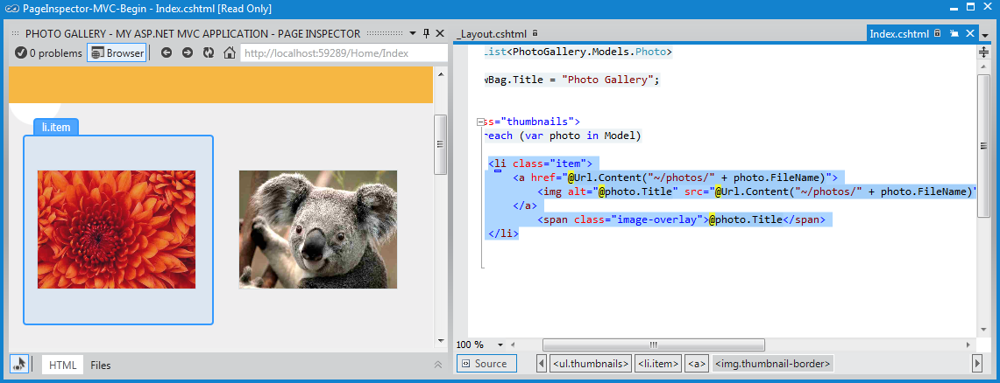 PageInspector-MVC-Begin - Index.cshtml [Read Only]
PHOTO GALLERY - MY ASP.NET MVC APPLICATION - PAGE INSPECTOR
0 problems
Browser
http://localhost:59289/Home/Index
li.item
HTML
Files
_Layout.cshtml
Index.cshtml
List<PhotoGallery.Models.Photo>
wBag.Title = "Photo Gallery";
ss="thumbnails">
reach (var photo in Model)
<li class="item">
<a href="@Url.Content("~/photos/" + photo.FileName)">
<img alt="@photo.Title" src="@Url.Content("~/photos/" + photo.FileName)"
</a>
<span class="image-overlay">@photo.Title</span>
</li>
100 %
Source
<ul.thumbnails>
<li.item>
<a>
<img.thumbnail-border>